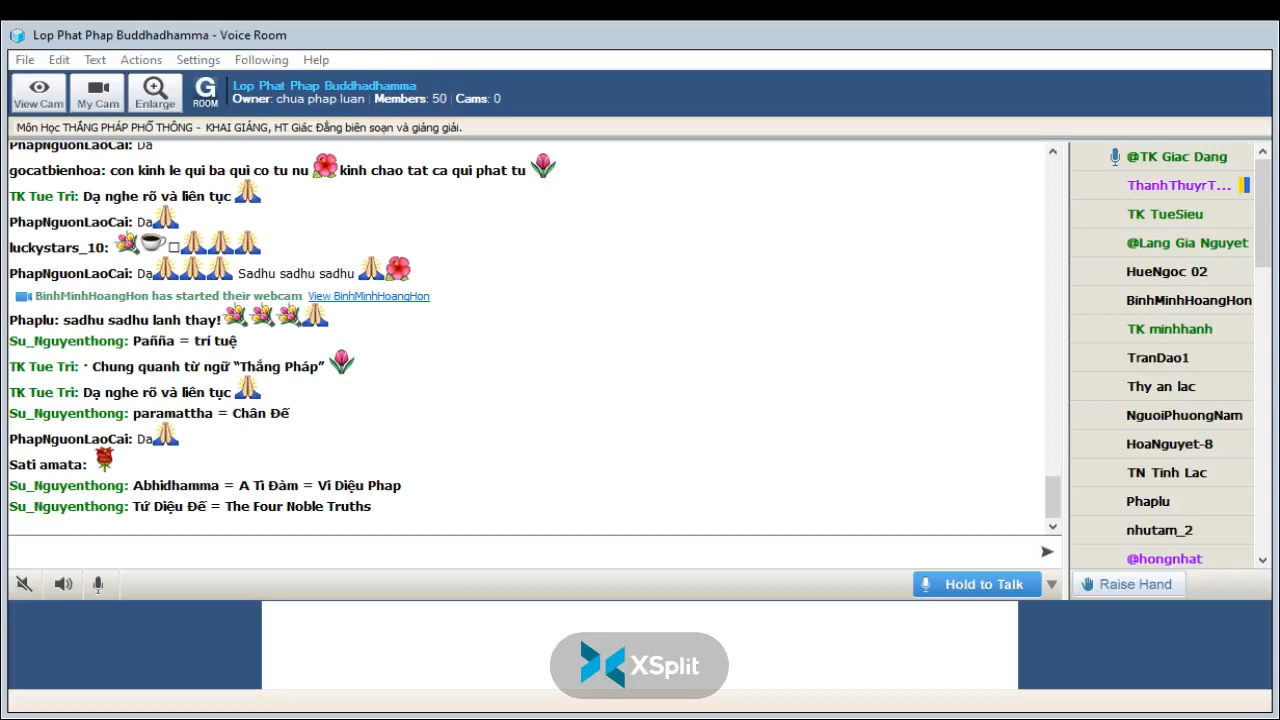 Lop Phat Phap Buddhadhamma - Voice Room
File Edit Text Actions Settings Following Help
View Cam My Cam Enlarge G ROOM
Lop Phat Phap Buddhadhamma
Owner: chua phap luan | Members: 50 | Cams: 0
Môn Học THẮNG PHÁP PHỔ THÔNG - KHAI GIẢNG, HT Giác Đẳng biên soạn và giảng giải.
PhapNguonLaoCai: Dạ
gocatbienhoa: con kinh le qui ba qui co tu nu kinh chao tat ca qui phat tu
TK Tue Tri: Dạ nghe rõ và liên tục
PhapNguonLaoCai: Dạ
luckystars_10:
PhapNguonLaoCai: Dạ Sadhu sadhu sadhu
BinhMinhHoangHon has started their webcam View BinhMinhHoangHon
Phaplu: sadhu sadhu lanh thay!
Su_Nguyenthong: Pañña = trí tuệ
TK Tue Tri: · Chung quanh từ ngữ “Thắng Pháp”
TK Tue Tri: Dạ nghe rõ và liên tục
Su_Nguyenthong: paramattha = Chân Đế
PhapNguonLaoCai: Dạ
Sati amata:
Su_Nguyenthong: Abhidhamma = A Tì Đàm = Vi Diệu Phap
Su_Nguyenthong: Tứ Diệu Đế = The Four Noble Truths
Hold to Talk
@TK Giac Dang
ThanhThuyrT...
TK TueSieu
@Lang Gia Nguyet
HueNgoc 02
BinhMinhHoangHon
TK minhhanh
TranDao1
Thy an lac
NguoiPhuongNam
HoaNguyet-8
TN Tinh Lac
Phaplu
nhutam_2
@hongnhat
Raise Hand
XSplit